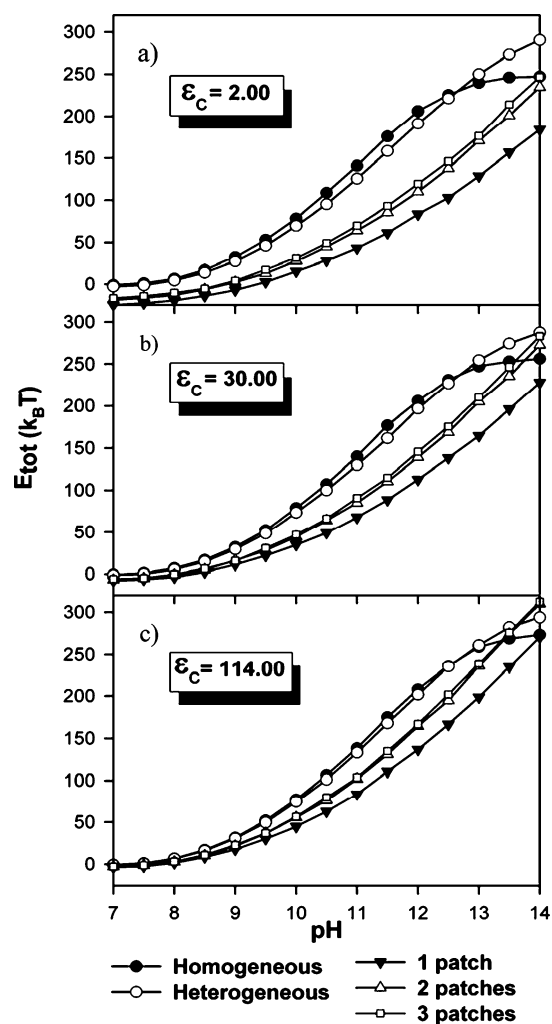 300
a)
250
εC = 2.00
200
150
100
50
0
300
b)
250
εC = 30.00
200
150
100
50
0
Etot (kBT)
300
c)
250
εC = 114.00
200
150
100
50
0
7 8 9 10 11 12 13 14
pH
Homogeneous
Heterogeneous
1 patch
2 patches
3 patches